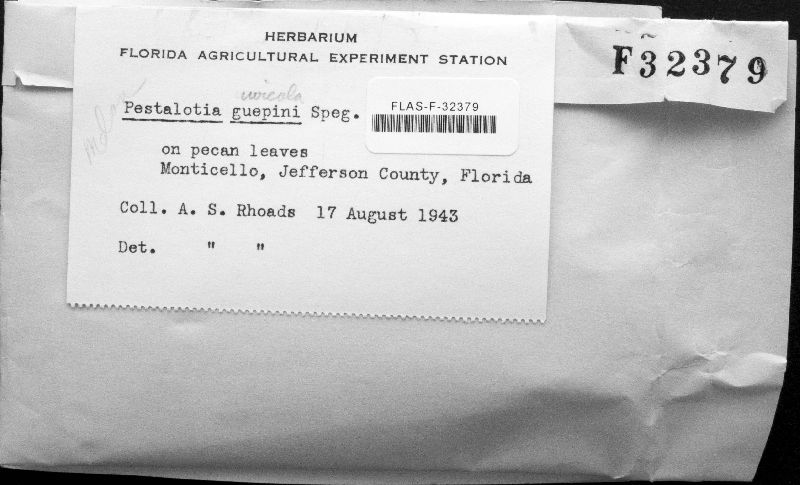 HERBARIUM
FLORIDA AGRICULTURAL EXPERIMENT STATION
F32379
uvicola
Pestalotia guepini Speg.
FLAS-F-32379
on pecan leaves
Monticello, Jefferson County, Florida
Coll. A. S. Rhoads 17 August 1943
Det. " "